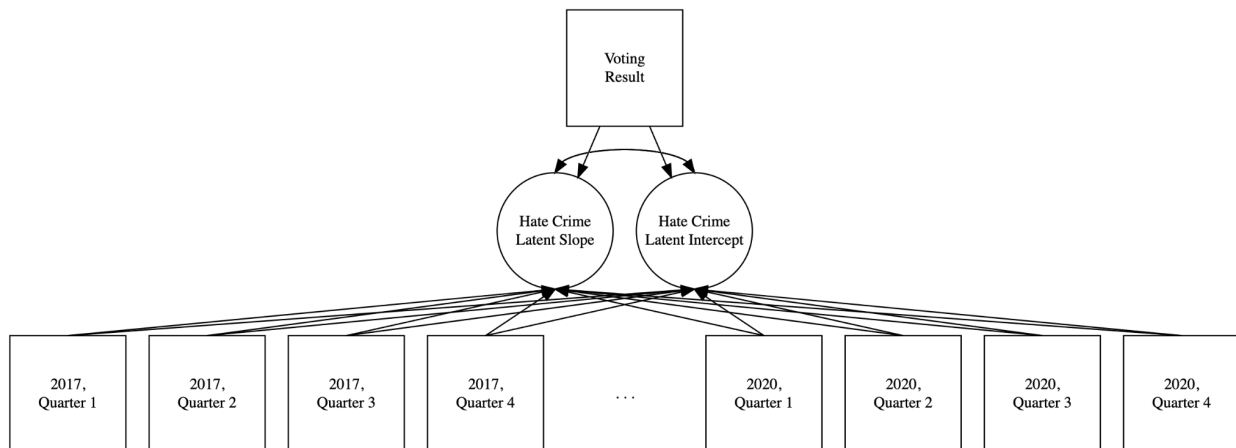 Voting
Result
Hate Crime
Latent Slope
Hate Crime
Latent Intercept
2017,
Quarter 1
2017,
Quarter 2
2017,
Quarter 3
2017,
Quarter 4
...
2020,
Quarter 1
2020,
Quarter 2
2020,
Quarter 3
2020,
Quarter 4